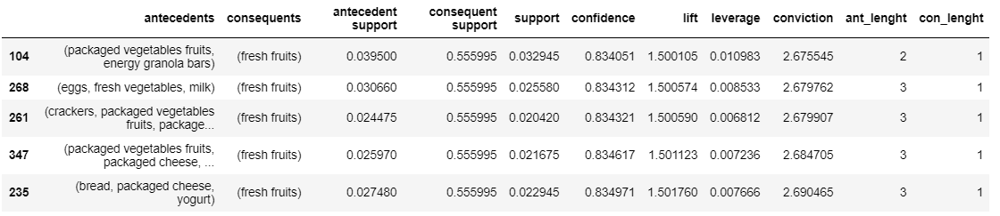 antecedents consequents antecedent support consequent support support confidence lift leverage conviction ant_lenght con_lenght
104 (packaged vegetables fruits, energy granola bars) (fresh fruits) 0.039500 0.555995 0.032945 0.834051 1.500105 0.010983 2.675545 2 1
268 (eggs, fresh vegetables, milk) (fresh fruits) 0.030660 0.555995 0.025580 0.834312 1.500574 0.008533 2.679762 3 1
261 (crackers, packaged vegetables fruits, package... (fresh fruits) 0.024475 0.555995 0.020420 0.834321 1.500590 0.006812 2.679907 3 1
347 (packaged vegetables fruits, packaged cheese, ... (fresh fruits) 0.025970 0.555995 0.021675 0.834617 1.501123 0.007236 2.684705 3 1
235 (bread, packaged cheese, yogurt) (fresh fruits) 0.027480 0.555995 0.022945 0.834971 1.501760 0.007666 2.690465 3 1